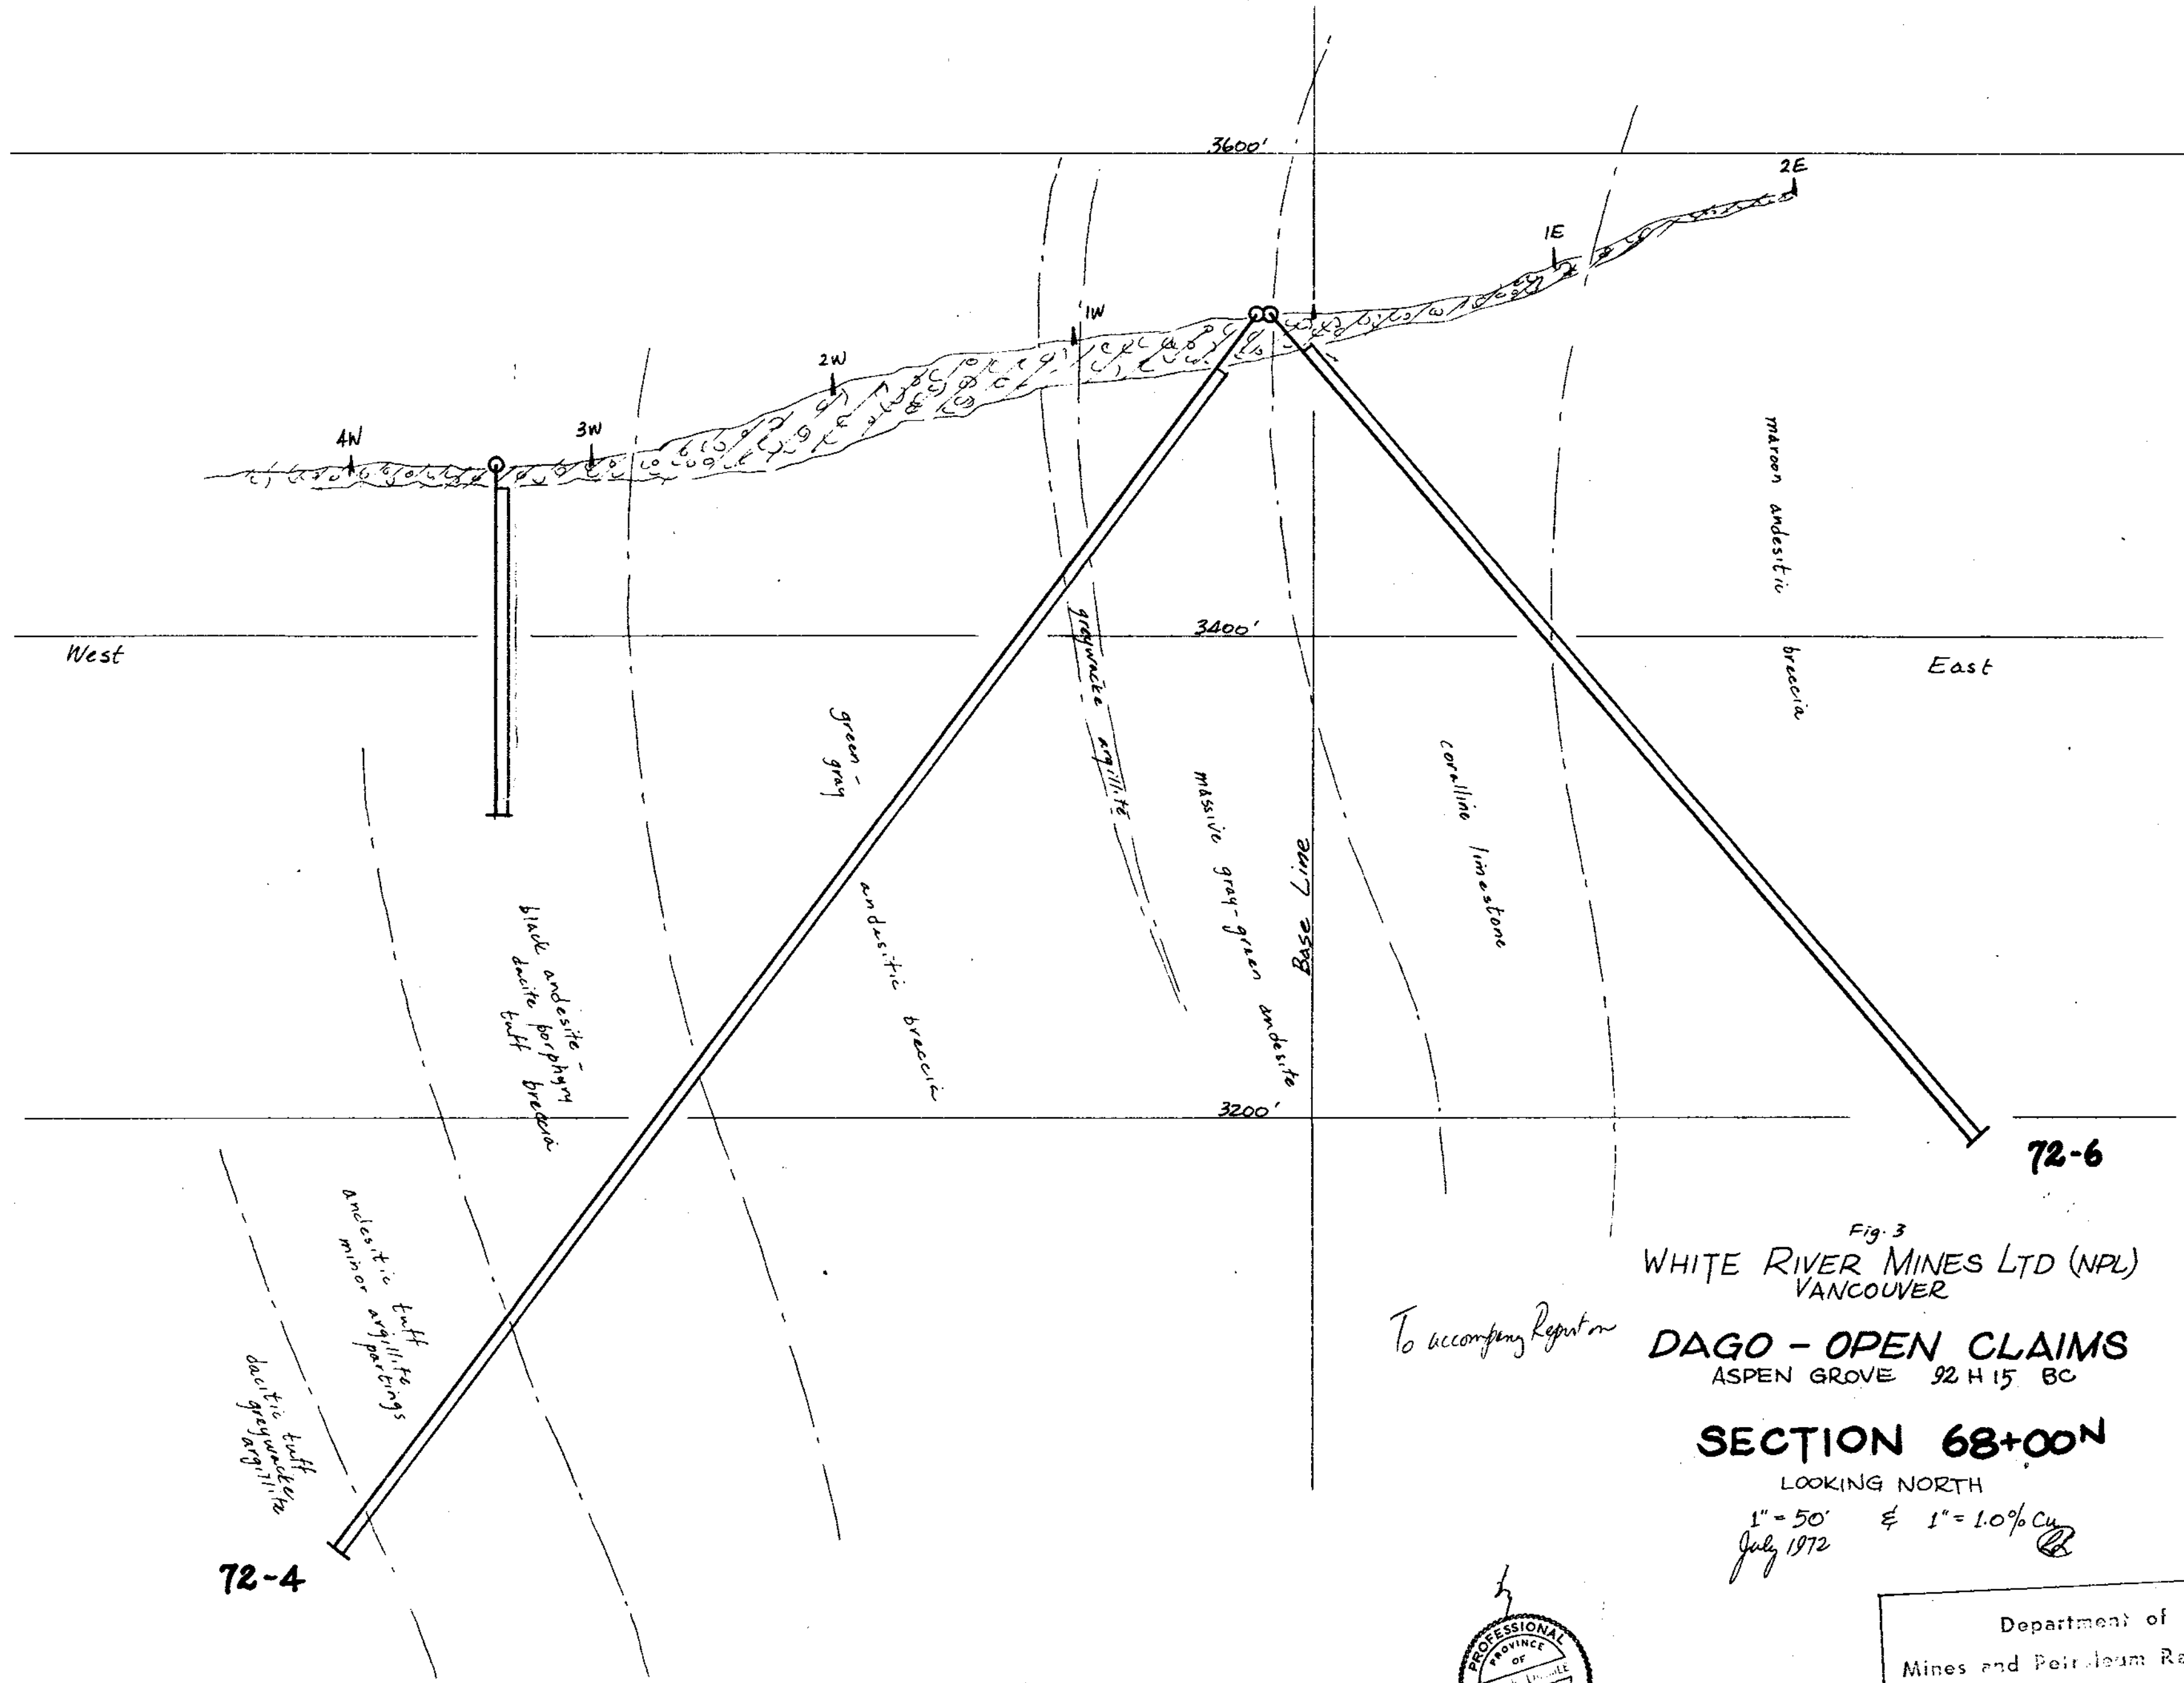 3600'
2E
1E
1W
2W
3W
4W
3400'
West
East
maroon andesitic breccia
green-
gray
andesitic breccia
graywacke argillite
massive gray-green andesite
Base Line
coralline limestone
black andesite-
dacite porphyry
tuff breccia
3200'
andesitic tuff
minor argillite
partings
dacitic tuff
greywacke,
argillite
72-6
72-4
Fig. 3
WHITE RIVER MINES LTD (NPL)
VANCOUVER
To accompany Report on
DAGO - OPEN CLAIMS
ASPEN GROVE 92 H 15 BC
SECTION 68+00N
LOOKING NORTH
1" = 50' & 1" = 1.0% Cu
July 1972
PROFESSIONAL
PROVINCE
OF
Department of
Mines and Petroleum Re